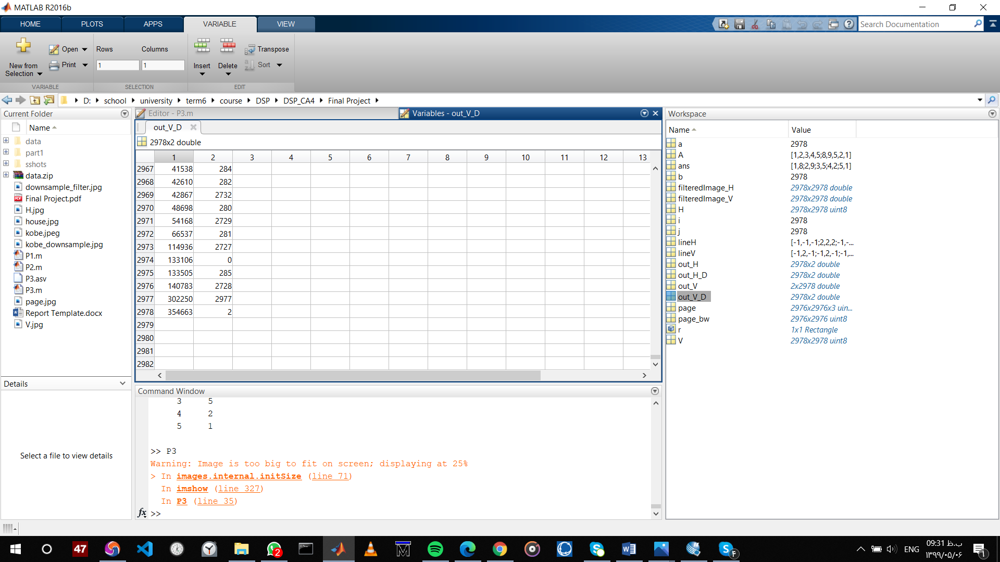 MATLAB R2016b
HOME PLOTS APPS VARIABLE VIEW
Search Documentation
New from Selection
Open
Print
Rows Columns
1 1
Insert Delete
Transpose
Sort
VARIABLE SELECTION EDIT
D: school university term6 course DSP DSP_CA4 Final Project
Current Folder
Name
data
part1
sshots
data.zip
downsample_filter.jpg
Final Project.pdf
H.jpg
house.jpg
kobe.jpeg
kobe_downsample.jpg
P1.m
P2.m
P3.asv
P3.m
page.jpg
Report Template.docx
V.jpg
Details
Select a file to view details
Editor - P3.m
Variables - out_V_D
out_V_D
2978x2 double
1 2 3 4 5 6 7 8 9 10 11 12 13
2967 41538 284
2968 42610 282
2969 42867 2732
2970 48698 280
2971 54168 2729
2972 66537 281
2973 114936 2727
2974 133106 0
2975 133505 285
2976 140783 2728
2977 302250 2977
2978 354663 2
2979
2980
2981
2982
Command Window
3 5
4 2
5 1
>> P3
Warning: Image is too big to fit on screen; displaying at 25%
> In images.internal.initSize (line 71)
In imshow (line 327)
In P3 (line 35)
fx >>
Workspace
Name Value
a 2978
A [1,2,3,4,5;8,9,5,2,1]
ans [1,8;2,9;3,5;4,2;5,1]
b 2978
filteredImage_H 2978x2978 double
filteredImage_V 2978x2978 double
H 2978x2978 uint8
i 2978
j 2978
lineH [-1,-1,-1;2,2,2;-1,-...
lineV [-1,2,-1;-1,2,-1;-1,...
out_H 2978x2 double
out_H_D 2978x2 double
out_V 2x2978 double
out_V_D 2978x2 double
page 2976x2976x3 uin...
page_bw 2976x2976 uint8
r 1x1 Rectangle
V 2978x2978 uint8
47
2
۴
ENG
09:31 ب.ظ
۱۳۹۹/۰۵/۰۶
۱